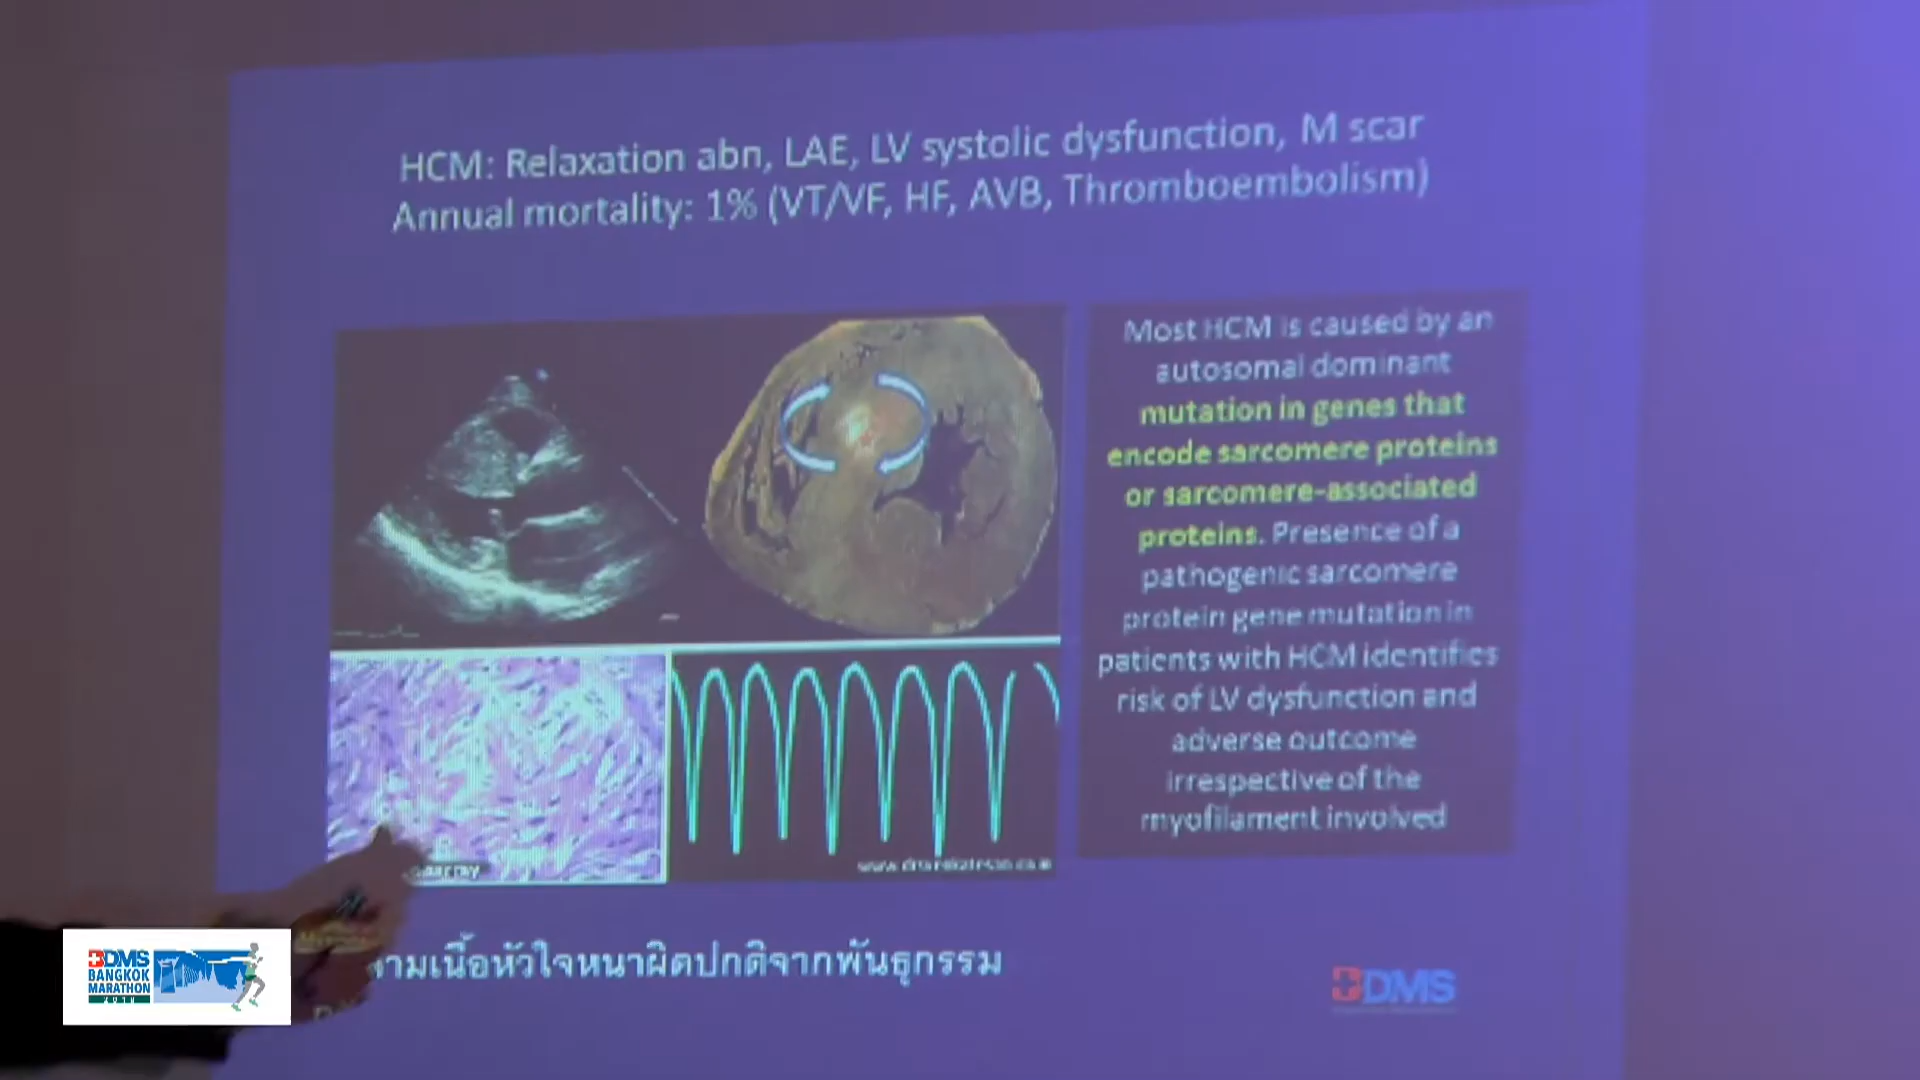 HCM: Relaxation abn, LAE, LV systolic dysfunction, M scar
Annual mortality: 1% (VT/VF, HF, AVB, Thromboembolism)
Most HCM is caused by an
autosomal dominant
mutation in genes that
encode sarcomere proteins
or sarcomere-associated
proteins. Presence of a
pathogenic sarcomere
protein gene mutation in
patients with HCM identifies
risk of LV dysfunction and
adverse outcome
irrespective of the
myofilament involved
ามเนื้อหัวใจหนาผิดปกติจากพันธุกรรม
BDMS
BDMS
BANGKOK
MARATHON